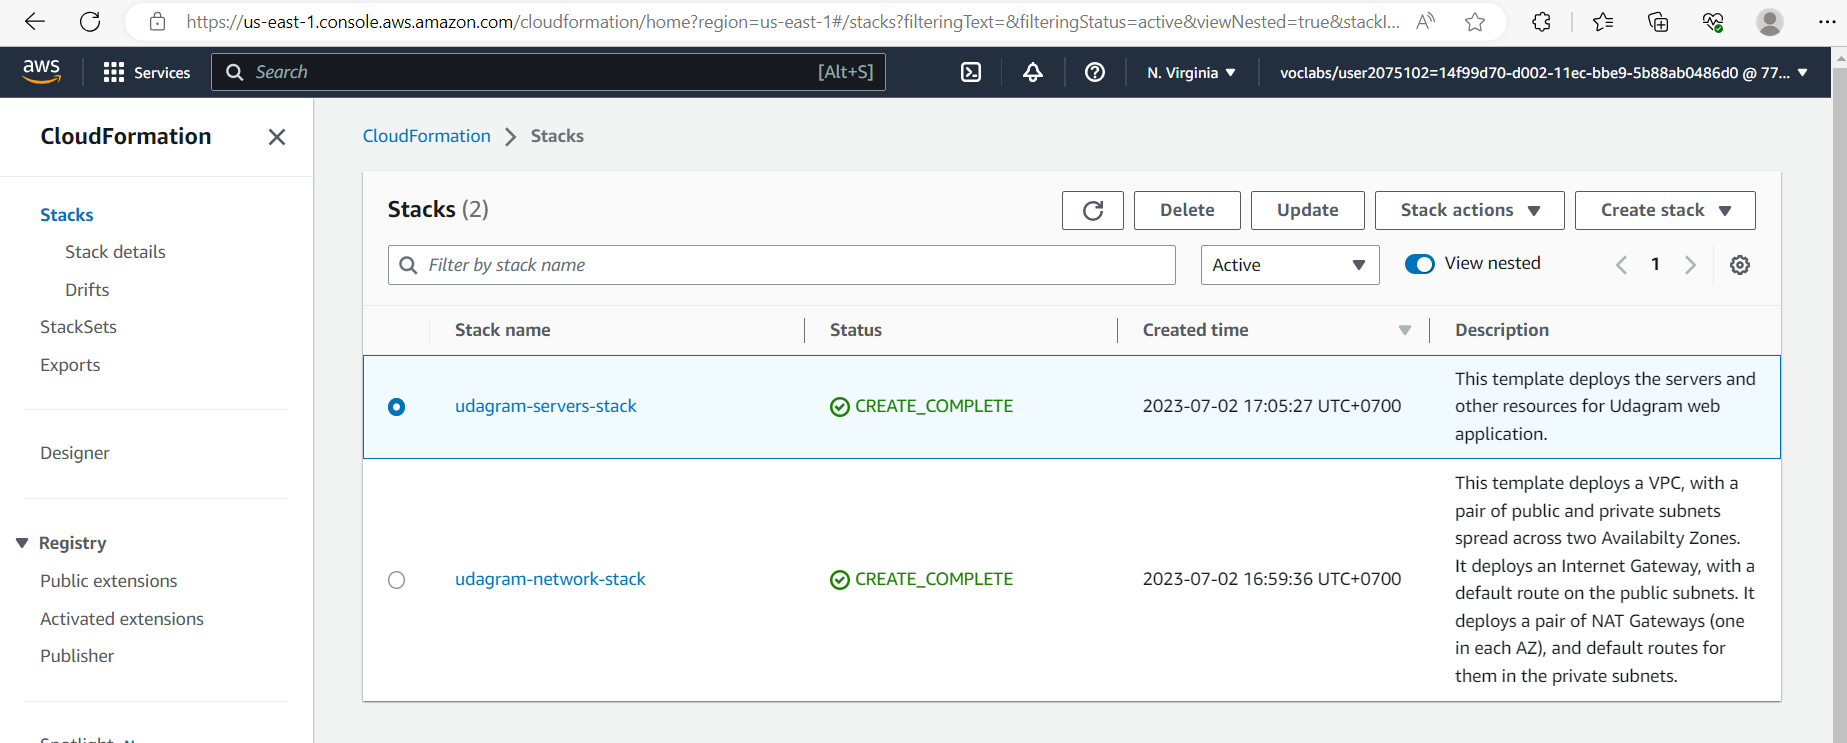 https://us-east-1.console.aws.amazon.com/cloudformation/home?region=us-east-1#/stacks?filteringText=&filteringStatus=active&viewNested=true&stackI...
aws
Services
Search
[Alt+S]
N. Virginia
voclabs/user2075102=14f99d70-d002-11ec-bbe9-5b88ab0486d0 @ 77...
CloudFormation
Stacks
Stack details
Drifts
StackSets
Exports
Designer
Registry
Public extensions
Activated extensions
Publisher
CloudFormation
Stacks
Stacks (2)
Delete
Update
Stack actions
Create stack
Filter by stack name
Active
View nested
1
Stack name
Status
Created time
Description
udagram-servers-stack
CREATE_COMPLETE
2023-07-02 17:05:27 UTC+0700
This template deploys the servers and
other resources for Udagram web
application.
udagram-network-stack
CREATE_COMPLETE
2023-07-02 16:59:36 UTC+0700
This template deploys a VPC, with a
pair of public and private subnets
spread across two Availabilty Zones.
It deploys an Internet Gateway, with a
default route on the public subnets. It
deploys a pair of NAT Gateways (one
in each AZ), and default routes for
them in the private subnets.